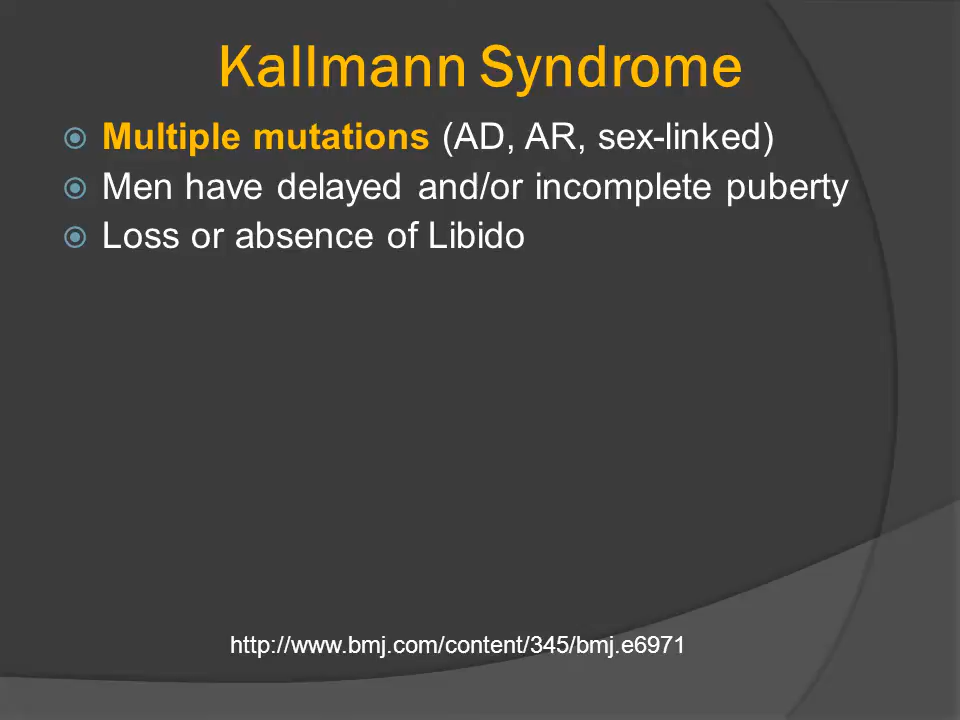 Kallmann Syndrome
Multiple mutations (AD, AR, sex-linked)
Men have delayed and/or incomplete puberty
Loss or absence of Libido
http://www.bmj.com/content/345/bmj.e6971